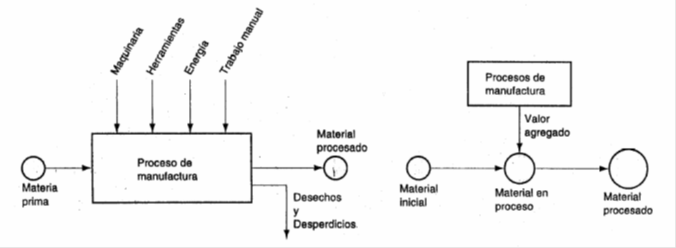 Maquinaria
Herramientas
Energía
Trabajo manual
Materia
prima
Proceso de
manufactura
Material
procesado
Desechos
y
Desperdicios
Procesos de
manufactura
Valor
agregado
Material
inicial
Material en
proceso
Material
procesado